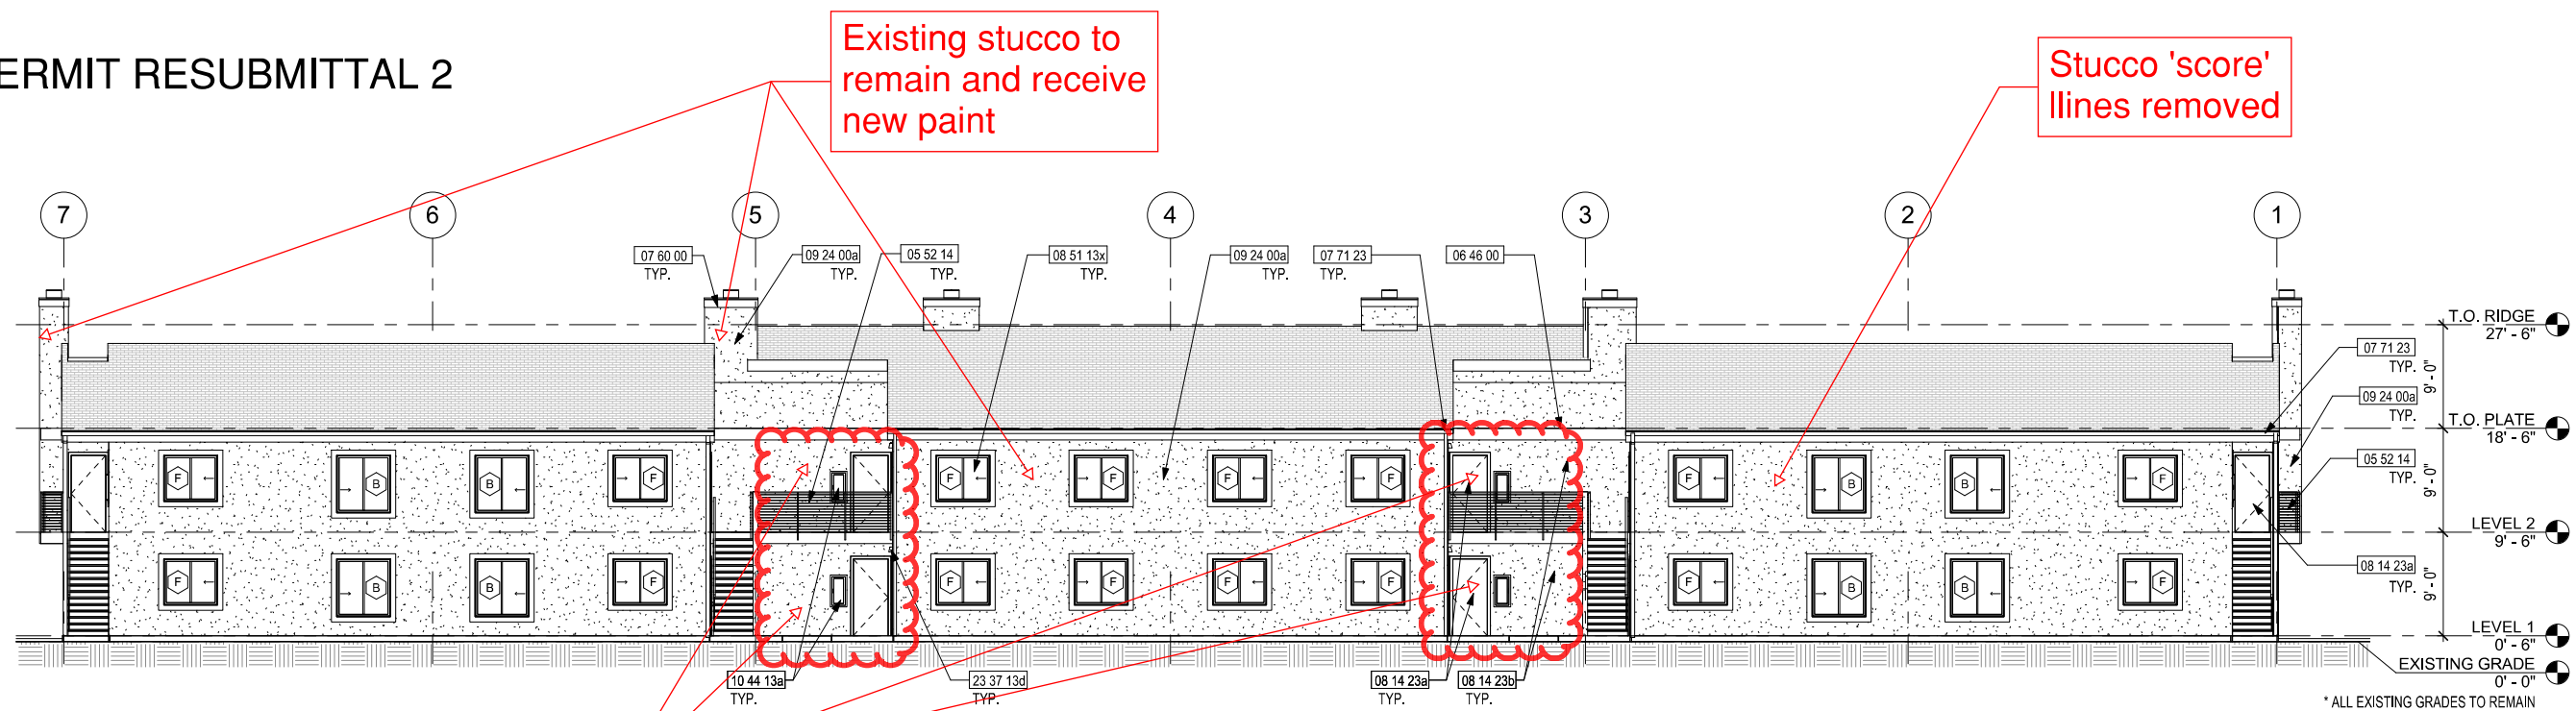 ERMIT RESUBMITTAL 2
Existing stucco to
remain and receive
new paint
Stucco 'score'
llines removed
7
6
5
4
3
2
1
07 60 00
TYP.
09 24 00a
TYP.
05 52 14
TYP.
08 51 13x
TYP.
09 24 00a
TYP.
07 71 23
TYP.
06 46 00
T.O. RIDGE
27' - 6"
07 71 23
TYP.
9' - 0"
09 24 00a
TYP.
T.O. PLATE
18' - 6"
05 52 14
TYP.
9' - 0"
LEVEL 2
9' - 6"
08 14 23a
TYP.
9' - 0"
LEVEL 1
0' - 6"
EXISTING GRADE
0' - 0"
* ALL EXISTING GRADES TO REMAIN
F
B
B
F
F
F
F
F
F
B
B
F
F
B
B
F
F
F
F
F
F
B
B
F
10 44 13a
TYP.
23 37 13d
TYP.
08 14 23a
TYP.
08 14 23b
TYP.